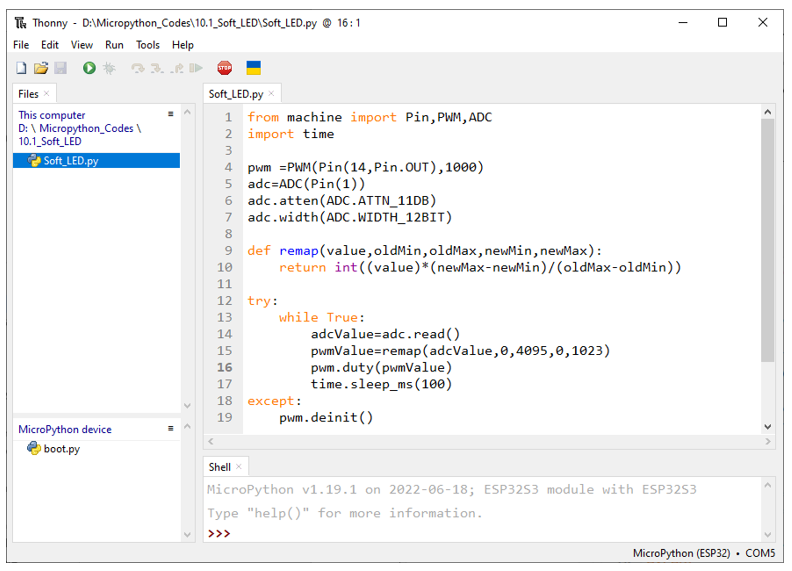 Thonny - D:\Micropython_Codes\10.1_Soft_LED\Soft_LED.py @ 16 : 1
File Edit View Run Tools Help
STOP
Files
This computer
D: \ Micropython_Codes \
10.1_Soft_LED
Soft_LED.py
MicroPython device
boot.py
Soft_LED.py
1 from machine import Pin,PWM,ADC
2 import time
3
4 pwm =PWM(Pin(14,Pin.OUT),1000)
5 adc=ADC(Pin(1))
6 adc.atten(ADC.ATTN_11DB)
7 adc.width(ADC.WIDTH_12BIT)
8
9 def remap(value,oldMin,oldMax,newMin,newMax):
10     return int((value)*(newMax-newMin)/(oldMax-oldMin))
11
12 try:
13     while True:
14         adcValue=adc.read()
15         pwmValue=remap(adcValue,0,4095,0,1023)
16         pwm.duty(pwmValue)
17         time.sleep_ms(100)
18 except:
19     pwm.deinit()
Shell
MicroPython v1.19.1 on 2022-06-18; ESP32S3 module with ESP32S3
Type "help()" for more information.
>>>
MicroPython (ESP32) • COM5